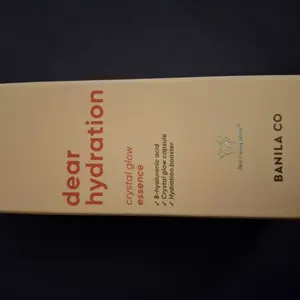 dear
hydration
crystal glow
essence
✓ 8-hyaluronic acid
✓ Crystal glow capsule
✓ Hydration booster
BANILA CO